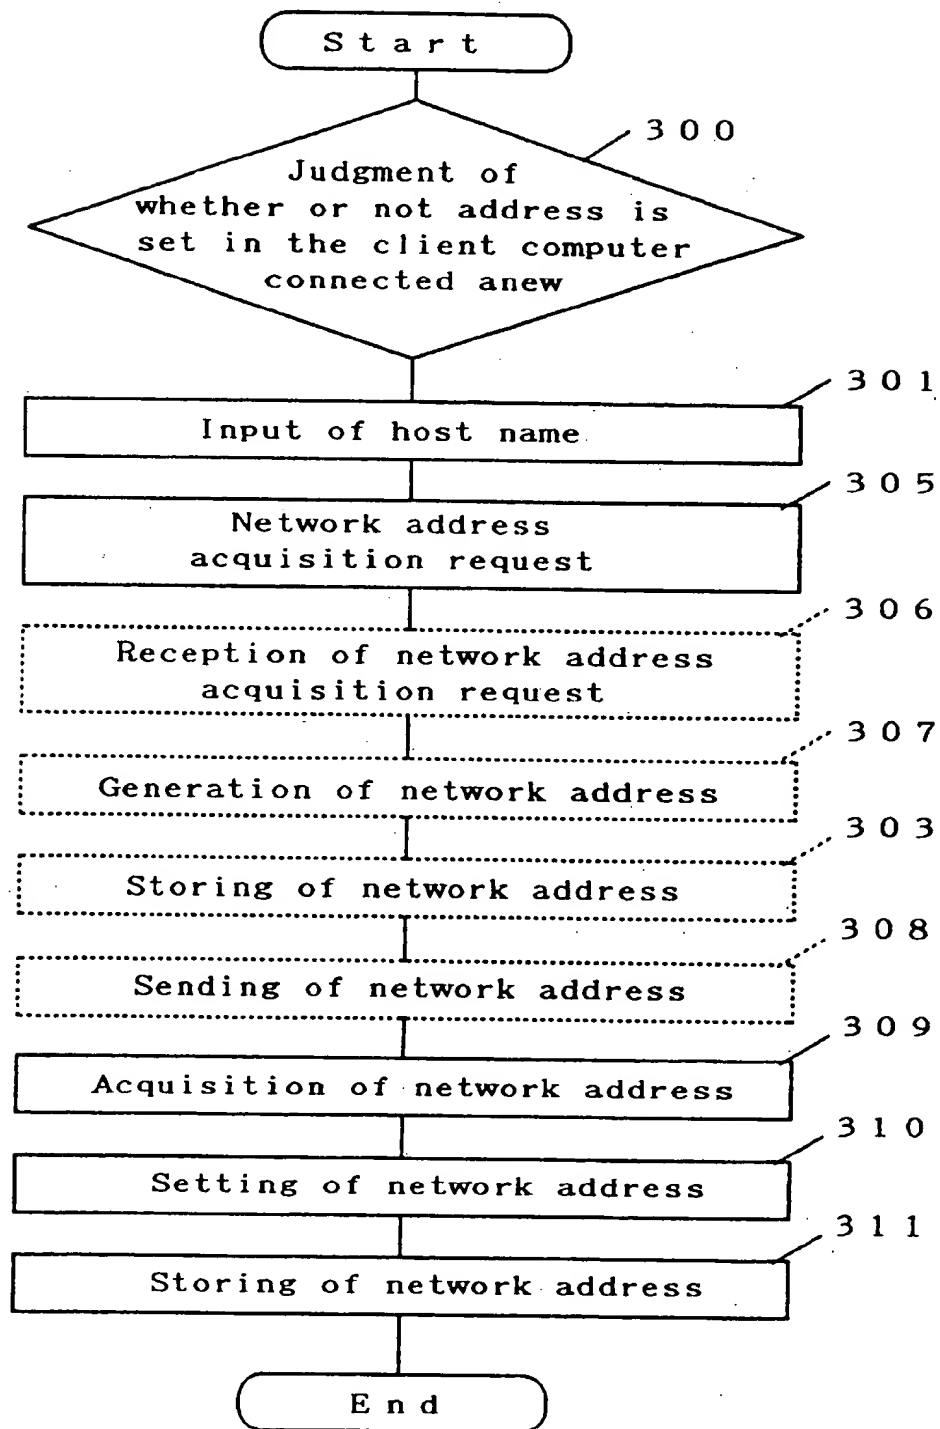 Start
300
Judgment of
whether or not address is
set in the client computer
connected anew
301
Input of host name
305
Network address
acquisition request
306
Reception of network address
acquisition request
307
Generation of network address
303
Storing of network address
308
Sending of network address
309
Acquisition of network address
310
Setting of network address
311
Storing of network address
End